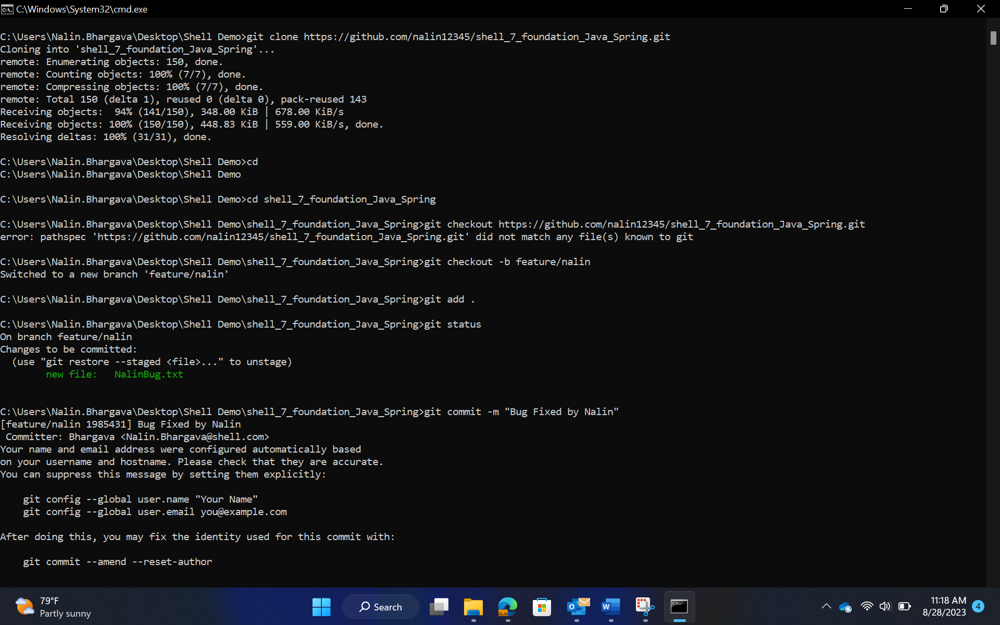 C:\Windows\System32\cmd.exe
C:\Users\Nalin.Bhargava\Desktop\Shell Demo>git clone https://github.com/nalin12345/shell_7_foundation_Java_Spring.git
Cloning into 'shell_7_foundation_Java_Spring'...
remote: Enumerating objects: 150, done.
remote: Counting objects: 100% (7/7), done.
remote: Compressing objects: 100% (7/7), done.
remote: Total 150 (delta 1), reused 0 (delta 0), pack-reused 143
Receiving objects:  94% (141/150), 348.00 KiB | 678.00 KiB/s
Receiving objects: 100% (150/150), 448.83 KiB | 559.00 KiB/s, done.
Resolving deltas: 100% (31/31), done.
C:\Users\Nalin.Bhargava\Desktop\Shell Demo>cd
C:\Users\Nalin.Bhargava\Desktop\Shell Demo
C:\Users\Nalin.Bhargava\Desktop\Shell Demo>cd shell_7_foundation_Java_Spring
C:\Users\Nalin.Bhargava\Desktop\Shell Demo\shell_7_foundation_Java_Spring>git checkout https://github.com/nalin12345/shell_7_foundation_Java_Spring.git
error: pathspec 'https://github.com/nalin12345/shell_7_foundation_Java_Spring.git' did not match any file(s) known to git
C:\Users\Nalin.Bhargava\Desktop\Shell Demo\shell_7_foundation_Java_Spring>git checkout -b feature/nalin
Switched to a new branch 'feature/nalin'
C:\Users\Nalin.Bhargava\Desktop\Shell Demo\shell_7_foundation_Java_Spring>git add .
C:\Users\Nalin.Bhargava\Desktop\Shell Demo\shell_7_foundation_Java_Spring>git status
On branch feature/nalin
Changes to be committed:
  (use "git restore --staged <file>..." to unstage)
        new file:   NalinBug.txt
C:\Users\Nalin.Bhargava\Desktop\Shell Demo\shell_7_foundation_Java_Spring>git commit -m "Bug Fixed by Nalin"
[feature/nalin 1985431] Bug Fixed by Nalin
 Committer: Bhargava <Nalin.Bhargava@shell.com>
Your name and email address were configured automatically based
on your username and hostname. Please check that they are accurate.
You can suppress this message by setting them explicitly:
    git config --global user.name "Your Name"
    git config --global user.email you@example.com
After doing this, you may fix the identity used for this commit with:
    git commit --amend --reset-author
79°F
Partly sunny
Search
11:18 AM
8/28/2023
4